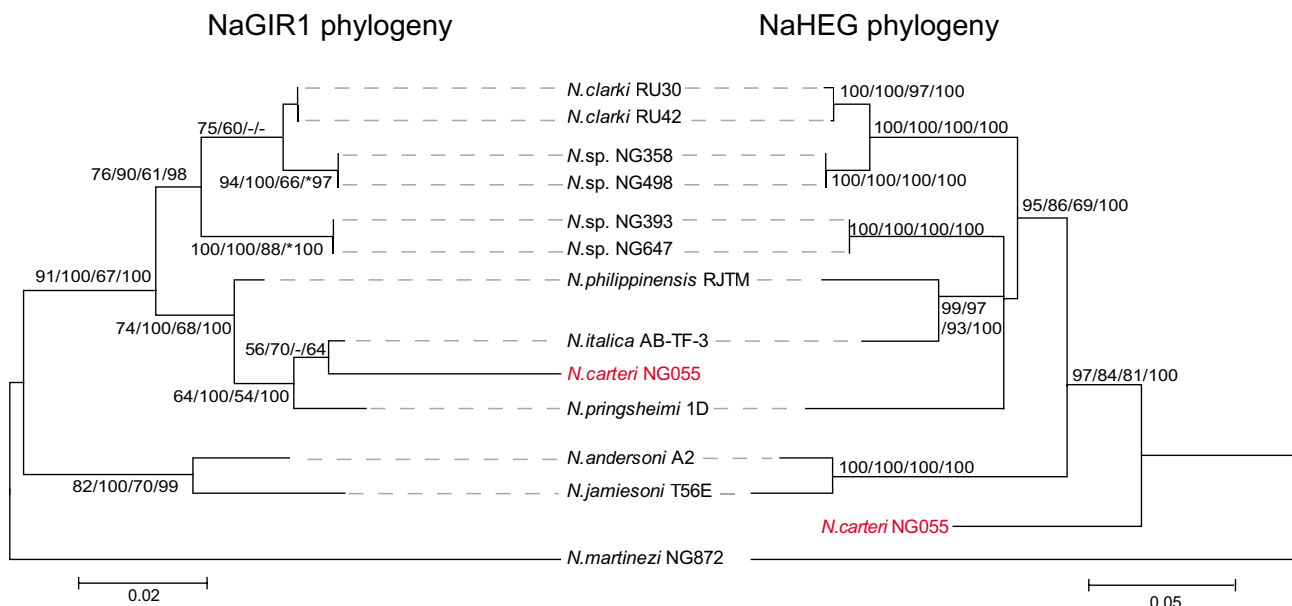 NaGIR1 phylogeny
NaHEG phylogeny
N.clarki RU30
100/100/97/100
N.clarki RU42
75/60/-/-
100/100/100/100
N.sp. NG358
76/90/61/98
94/100/66/*97
N.sp. NG498
100/100/100/100
95/86/69/100
N.sp. NG393
100/100/88/*100
N.sp. NG647
100/100/100/100
91/100/67/100
N.philippinensis RJTM
74/100/68/100
99/97
/93/100
56/70/-/64
N.italica AB-TF-3
N.carteri NG055
97/84/81/100
64/100/54/100
N.pringsheimi 1D
N.andersoni A2
100/100/100/100
82/100/70/99
N.jamiesoni T56E
N.carteri NG055
N.martinezi NG872
0.02
0.05